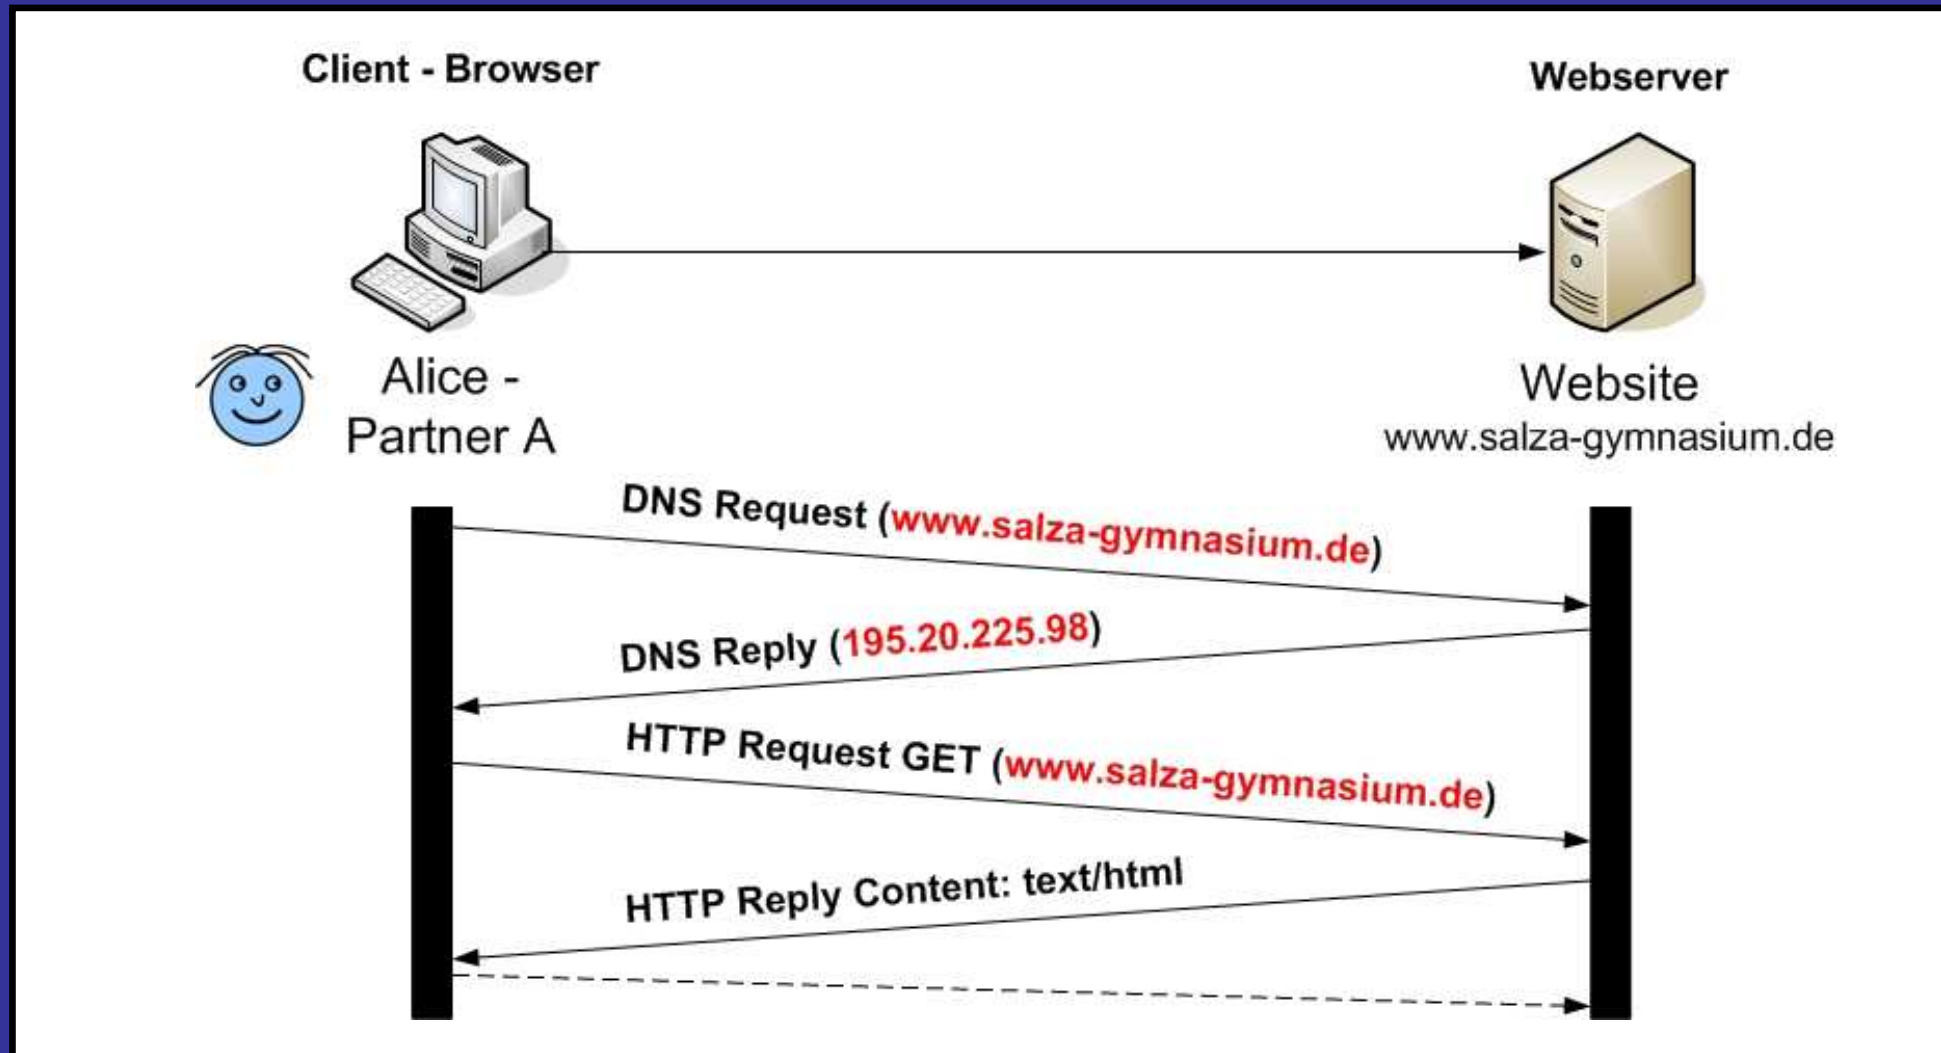 Client - Browser
Webserver
Alice -
Partner A
Website
www.salza-gymnasium.de
DNS Request (www.salza-gymnasium.de)
DNS Reply (195.20.225.98)
HTTP Request GET (www.salza-gymnasium.de)
HTTP Reply Content: text/html